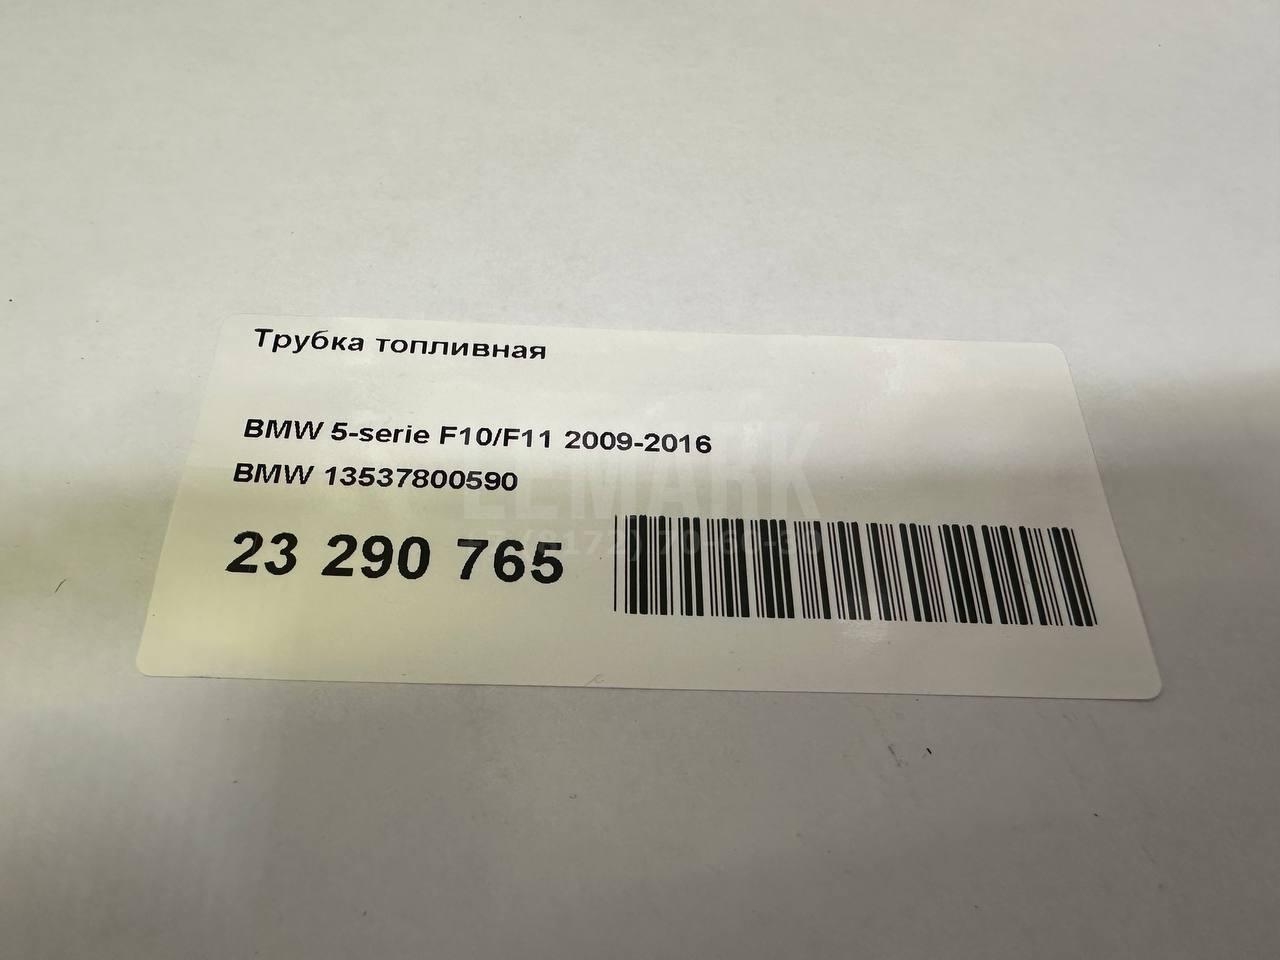 Трубка топливная
BMW 5-serie F10/F11 2009-2016
BMW 13537800590
23 290 765